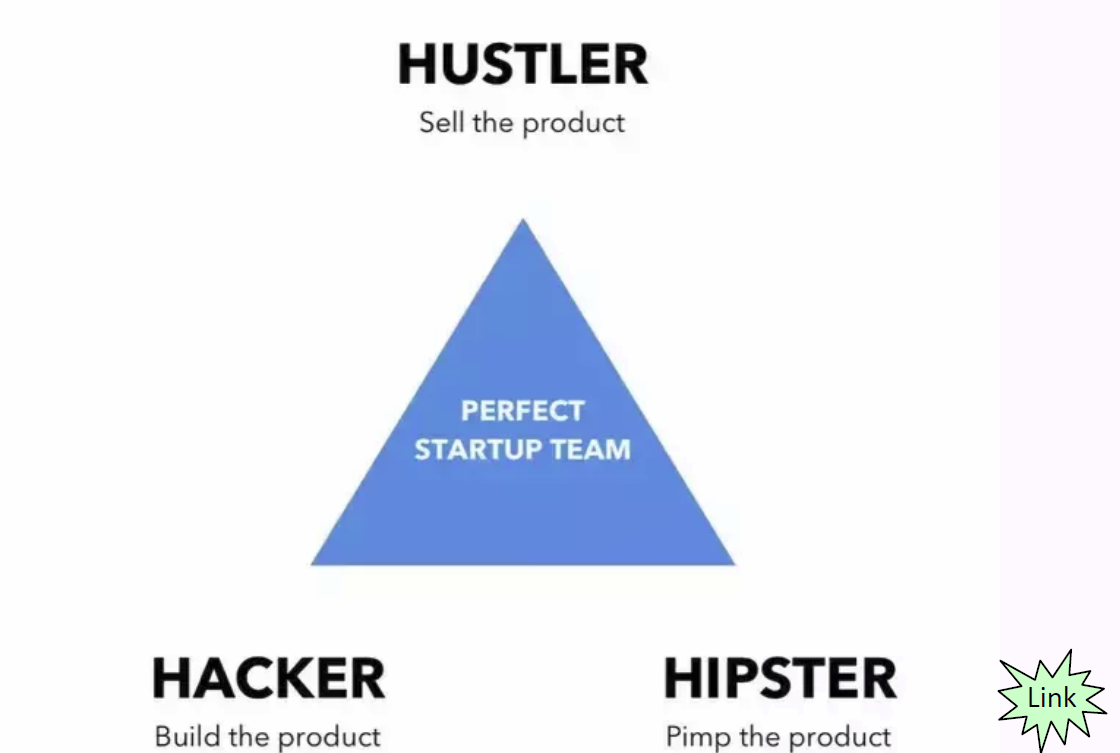 HUSTLER
Sell the product
PERFECT
STARTUP TEAM
HACKER
HIPSTER
Link
Build the product
Pimp the product